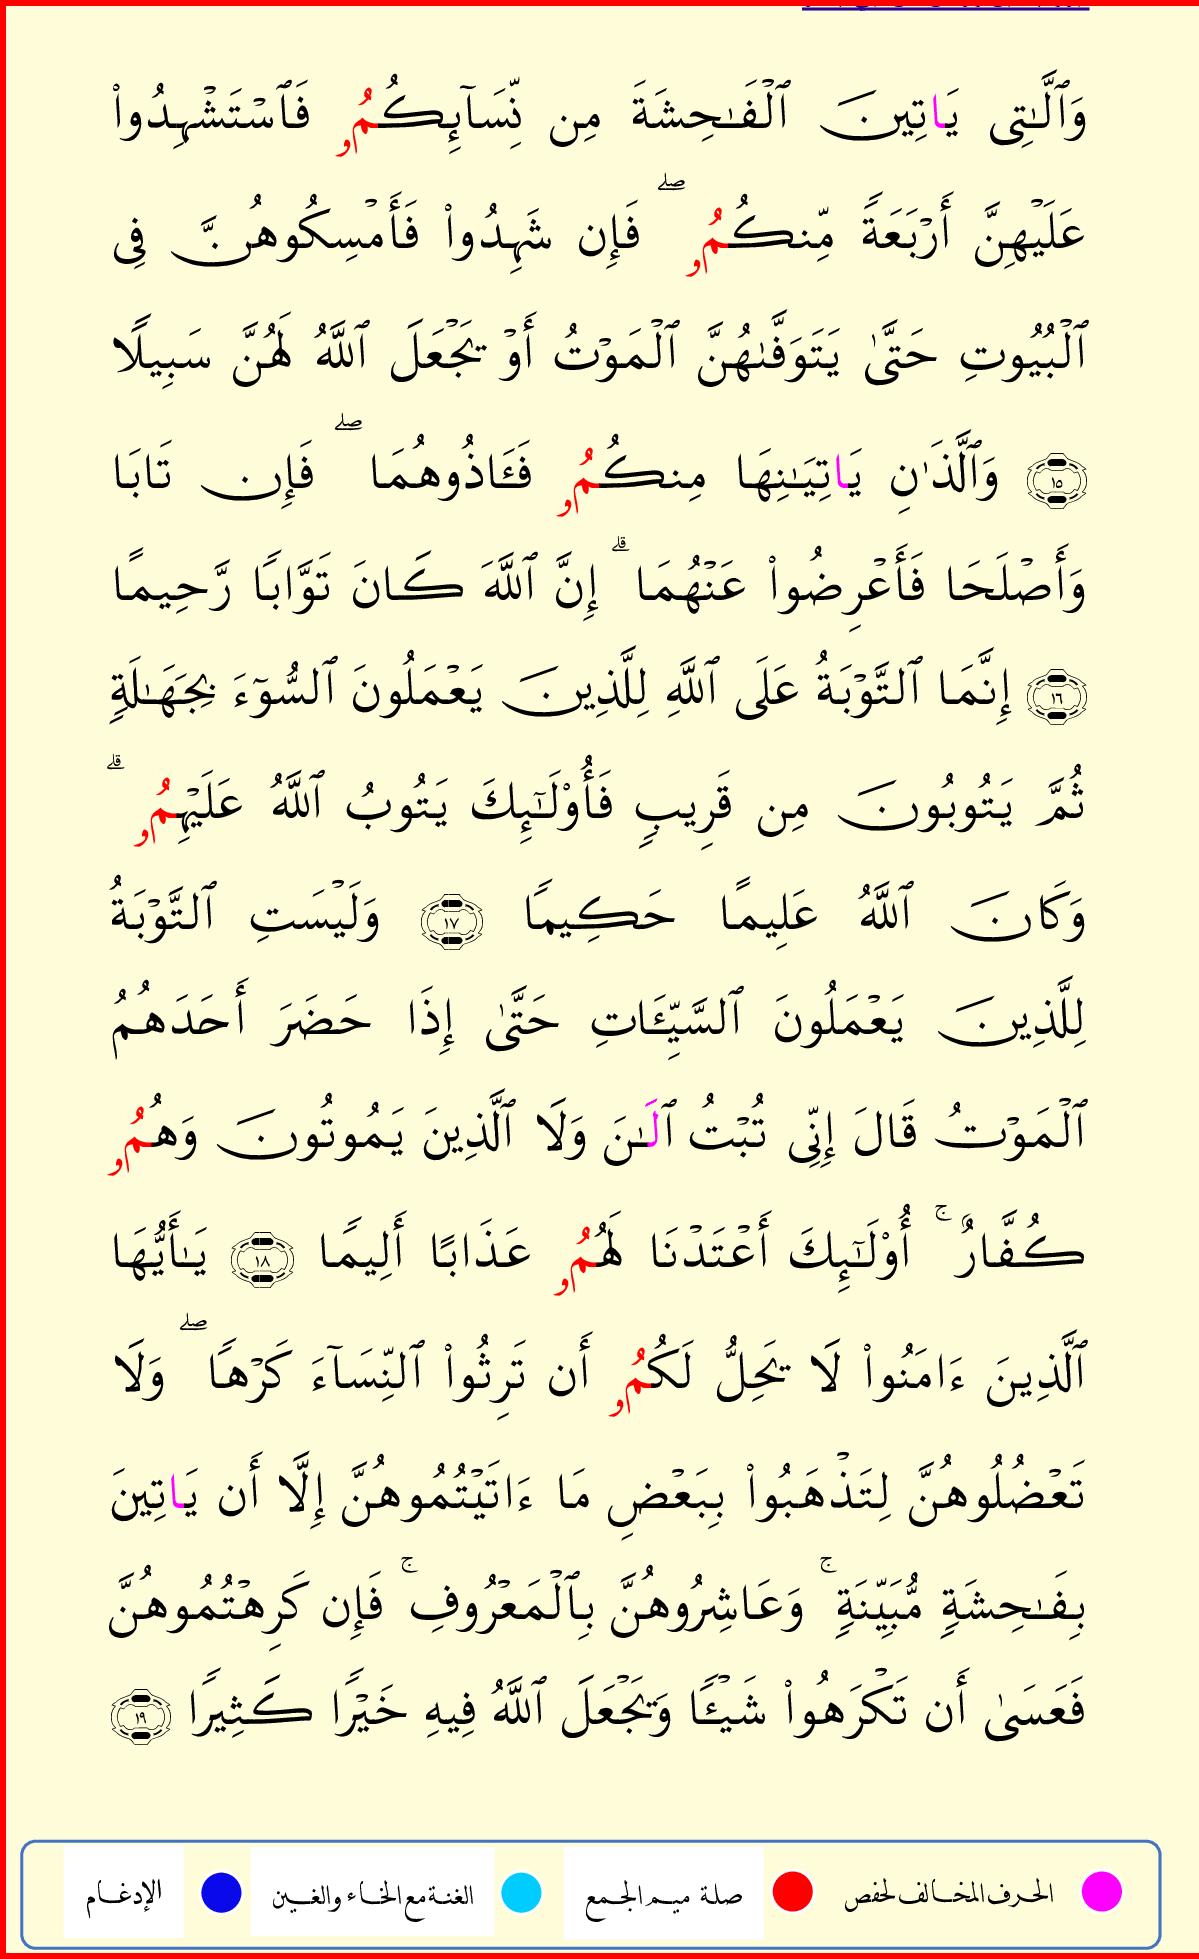 وَٱلَّـٰتِى يَاتِينَ ٱلْفَـٰحِشَةَ مِن نِّسَآئِكُمُۥ فَٱسْتَشْهِدُوا۟
عَلَيْهِنَّ أَرْبَعَةً مِّنكُمُۥ ۖ فَإِن شَهِدُوا۟ فَأَمْسِكُوهُنَّ فِى
ٱلْبُيُوتِ حَتَّىٰ يَتَوَفَّىٰهُنَّ ٱلْمَوْتُ أَوْ يَجْعَلَ ٱللَّهُ لَهُنَّ سَبِيلًا
١٥ وَٱلَّذَٰنِ يَاتِيَـٰنِهَا مِنكُمُۥ فَـَٔاذُوهُمَا ۖ فَإِن تَابَا
وَأَصْلَحَا فَأَعْرِضُوا۟ عَنْهُمَا ۗ إِنَّ ٱللَّهَ كَانَ تَوَّابًا رَّحِيمًا
١٦ إِنَّمَا ٱلتَّوْبَةُ عَلَى ٱللَّهِ لِلَّذِينَ يَعْمَلُونَ ٱلسُّوٓءَ بِجَهَـٰلَةٍ
ثُمَّ يَتُوبُونَ مِن قَرِيبٍ فَأُو۟لَـٰٓئِكَ يَتُوبُ ٱللَّهُ عَلَيْهِمُۥ ۗ
وَكَانَ ٱللَّهُ عَلِيمًا حَكِيمًا ١٧ وَلَيْسَتِ ٱلتَّوْبَةُ
لِلَّذِينَ يَعْمَلُونَ ٱلسَّيِّـَٔاتِ حَتَّىٰ إِذَا حَضَرَ أَحَدَهُمُ
ٱلْمَوْتُ قَالَ إِنِّى تُبْتُ ٱلَـٰنَ وَلَا ٱلَّذِينَ يَمُوتُونَ وَهُمُۥ
كُفَّارٌ ۚ أُو۟لَـٰٓئِكَ أَعْتَدْنَا لَهُمُۥ عَذَابًا أَلِيمًا ١٨ يَـٰٓأَيُّهَا
ٱلَّذِينَ ءَامَنُوا۟ لَا يَحِلُّ لَكُمُۥ أَن تَرِثُوا۟ ٱلنِّسَآءَ كَرْهًا ۖ وَلَا
تَعْضُلُوهُنَّ لِتَذْهَبُوا۟ بِبَعْضِ مَا ءَاتَيْتُمُوهُنَّ إِلَّا أَن يَاتِينَ
بِفَـٰحِشَةٍ مُّبَيِّنَةٍ ۚ وَعَاشِرُوهُنَّ بِٱلْمَعْرُوفِ ۚ فَإِن كَرِهْتُمُوهُنَّ
فَعَسَىٰ أَن تَكْرَهُوا۟ شَيْـًٔا وَيَجْعَلَ ٱللَّهُ فِيهِ خَيْرًا كَثِيرًا ١٩
الحرف المخالف لحفص صلة ميم الجمع الغنة مع الخاء والغين الإدغام